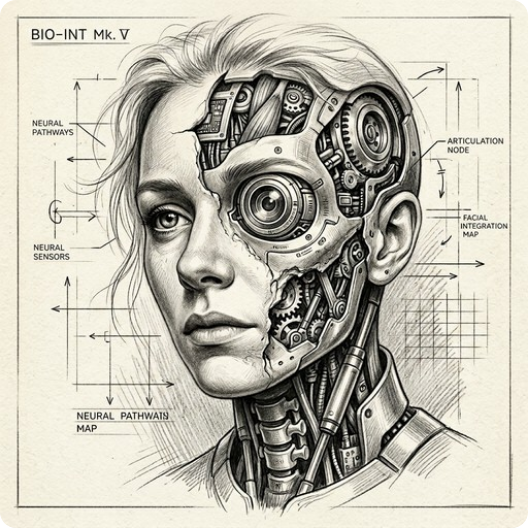 BIO-INT Mk. V
NEURAL
PATHWAYS
ARTICULATION
NODE
FACIAL
INTEGRATION
MAP
NEURAL
SENSORS
NEURAL PATHWAIN
MAP